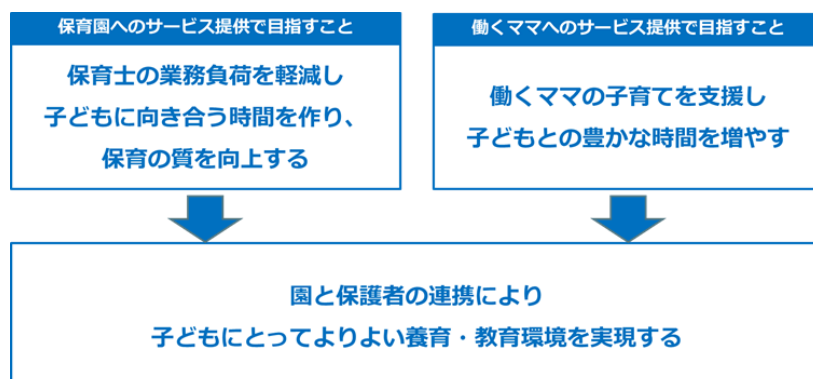 保育園へのサービス提供で目指すこと
保育士の業務負荷を軽減し
子どもに向き合う時間を作り、
保育の質を向上する
働くママへのサービス提供で目指すこと
働くママの子育てを支援し
子どもとの豊かな時間を増やす
園と保護者の連携により
子どもにとってよりよい養育・教育環境を実現する